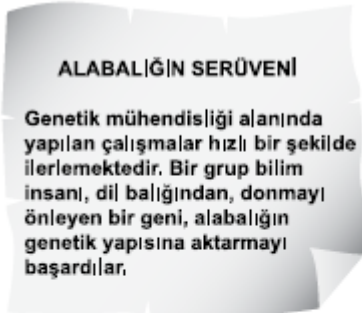 ALABALIĞIN SERÜVENİ
Genetik mühendisliği alanında
yapılan çalışmalar hızlı bir şekilde
ilerlemektedir. Bir grup bilim
insanı, dil balığından, donmayı
önleyen bir geni, alabalığın
genetik yapısına aktarmayı
başardılar.